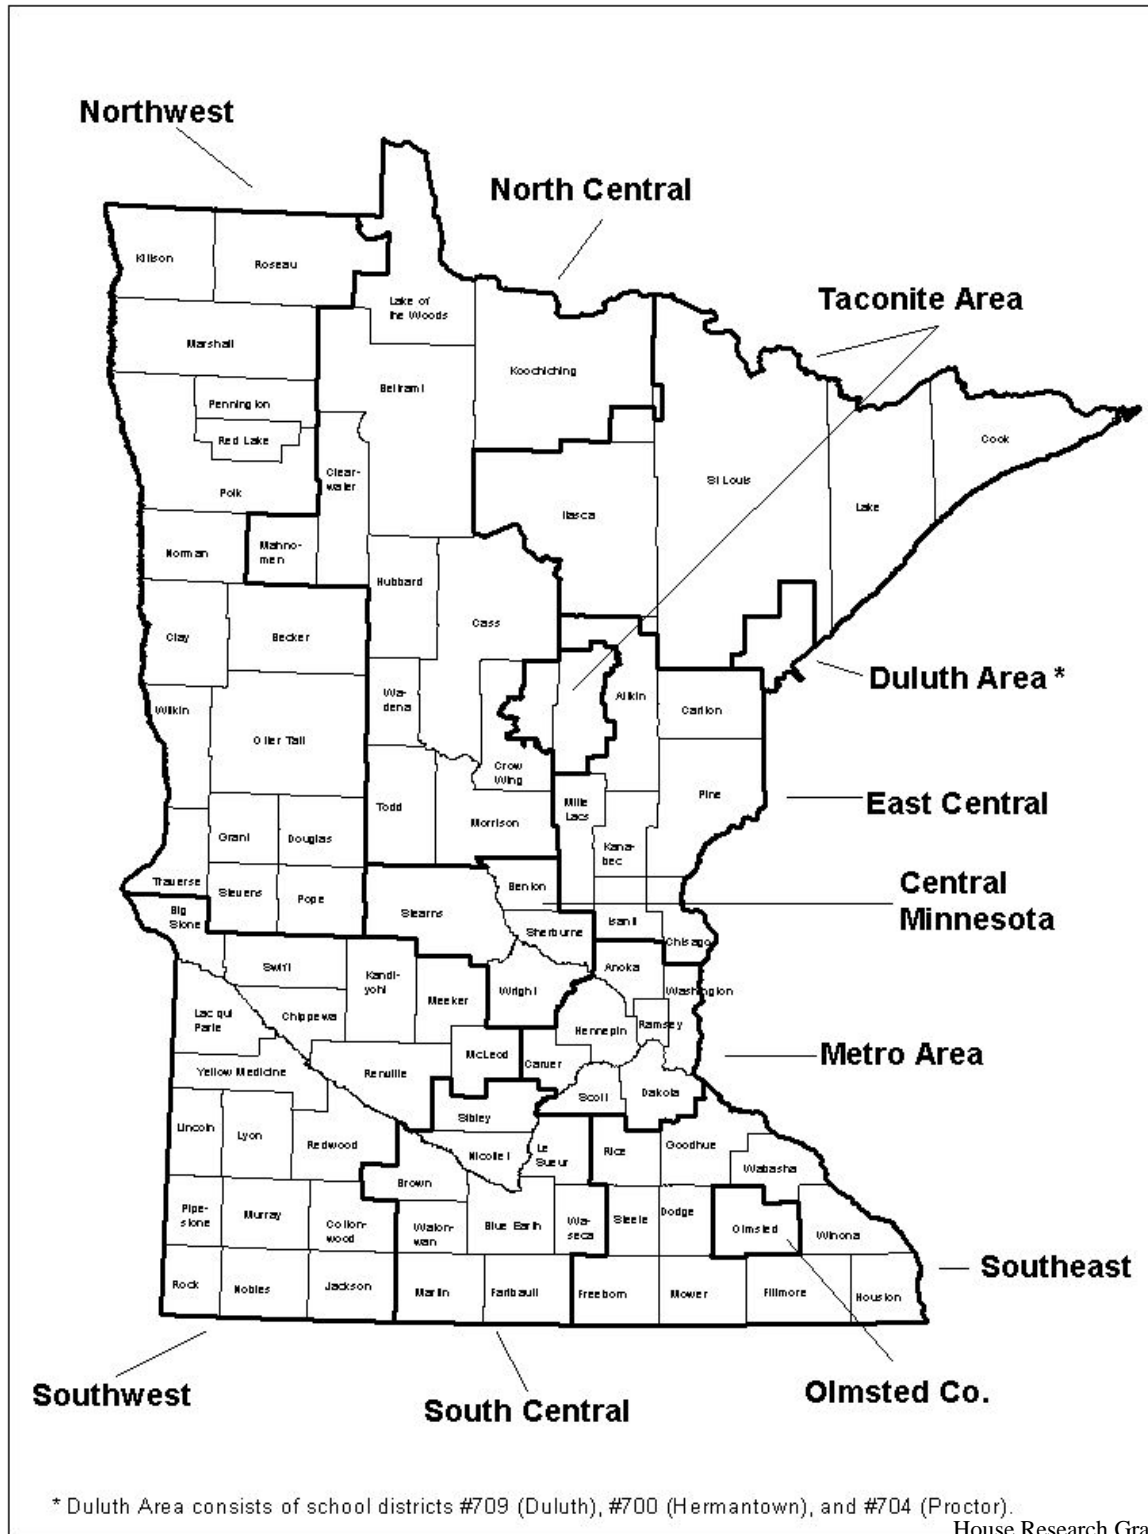 Northwest
North Central
Taconite Area
Kittson
Roseau
Lake of
the Woods
Marshall
Koochiching
Beltrami
Pennington
Red Lake
Cook
Clear-
water
St Louis
Polk
Lake
Itasca
Norman
Mahno-
men
Hubbard
Cass
Clay
Becker
Duluth Area *
Wa-
dena
Aitkin
Carlton
Wilkin
Otter Tail
Crow
Wing
Pine
East Central
Todd
Mille
Lacs
Morrison
Grant
Douglas
Kana-
bec
Traverse
Stevens
Pope
Benton
Central
Minnesota
Big
Stone
Stearns
Sherburne
Isanti
Chisago
Swift
Kandi-
yohi
Anoka
Meeker
Wright
Washington
Lac qui
Parle
Chippewa
Hennepin
Ramsey
Metro Area
McLeod
Carver
Yellow Medicine
Renville
Scott
Dakota
Sibley
Lincoln
Lyon
Redwood
Nicollet
Le
Sueur
Rice
Goodhue
Wabasha
Brown
Pipe-
stone
Murray
Cotton-
wood
Waton-
wan
Blue Earth
Wa-
seca
Steele
Dodge
Olmsted
Winona
Southeast
Rock
Nobles
Jackson
Martin
Faribault
Freeborn
Mower
Fillmore
Houston
Southwest
South Central
Olmsted Co.
* Duluth Area consists of school districts #709 (Duluth), #700 (Hermantown), and #704 (Proctor).
House Research Gra